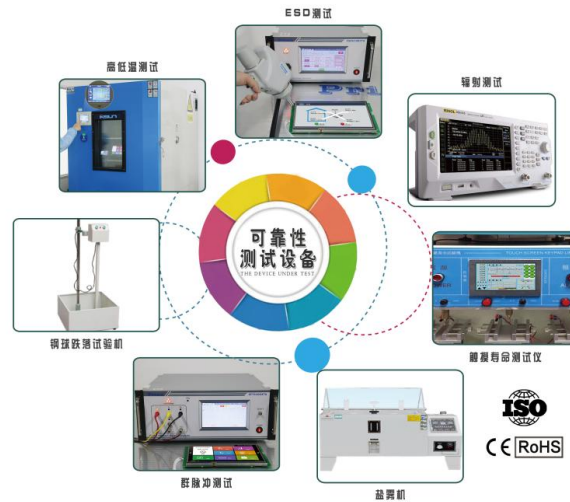 ESD测试
高低温测试
辐射测试
可靠性
测试设备
THE DEVICE UNDER TEST
钢球跌落试验机
触摸寿命测试仪
群脉冲测试
盐雾机
ISO
CE RoHS